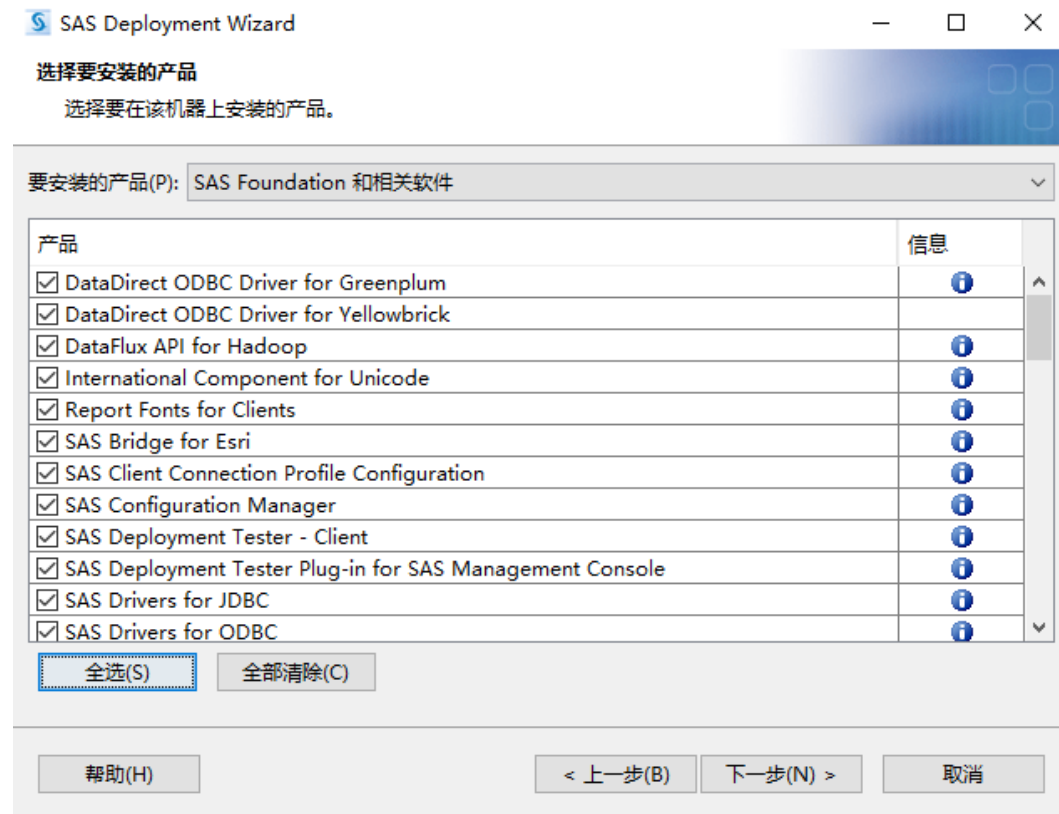 SAS Deployment Wizard
选择要安装的产品
选择要在该机器上安装的产品。
要安装的产品(P): SAS Foundation 和相关软件
产品 信息
DataDirect ODBC Driver for Greenplum
DataDirect ODBC Driver for Yellowbrick
DataFlux API for Hadoop
International Component for Unicode
Report Fonts for Clients
SAS Bridge for Esri
SAS Client Connection Profile Configuration
SAS Configuration Manager
SAS Deployment Tester - Client
SAS Deployment Tester Plug-in for SAS Management Console
SAS Drivers for JDBC
SAS Drivers for ODBC
全选(S) 全部清除(C)
帮助(H) < 上一步(B) 下一步(N) > 取消